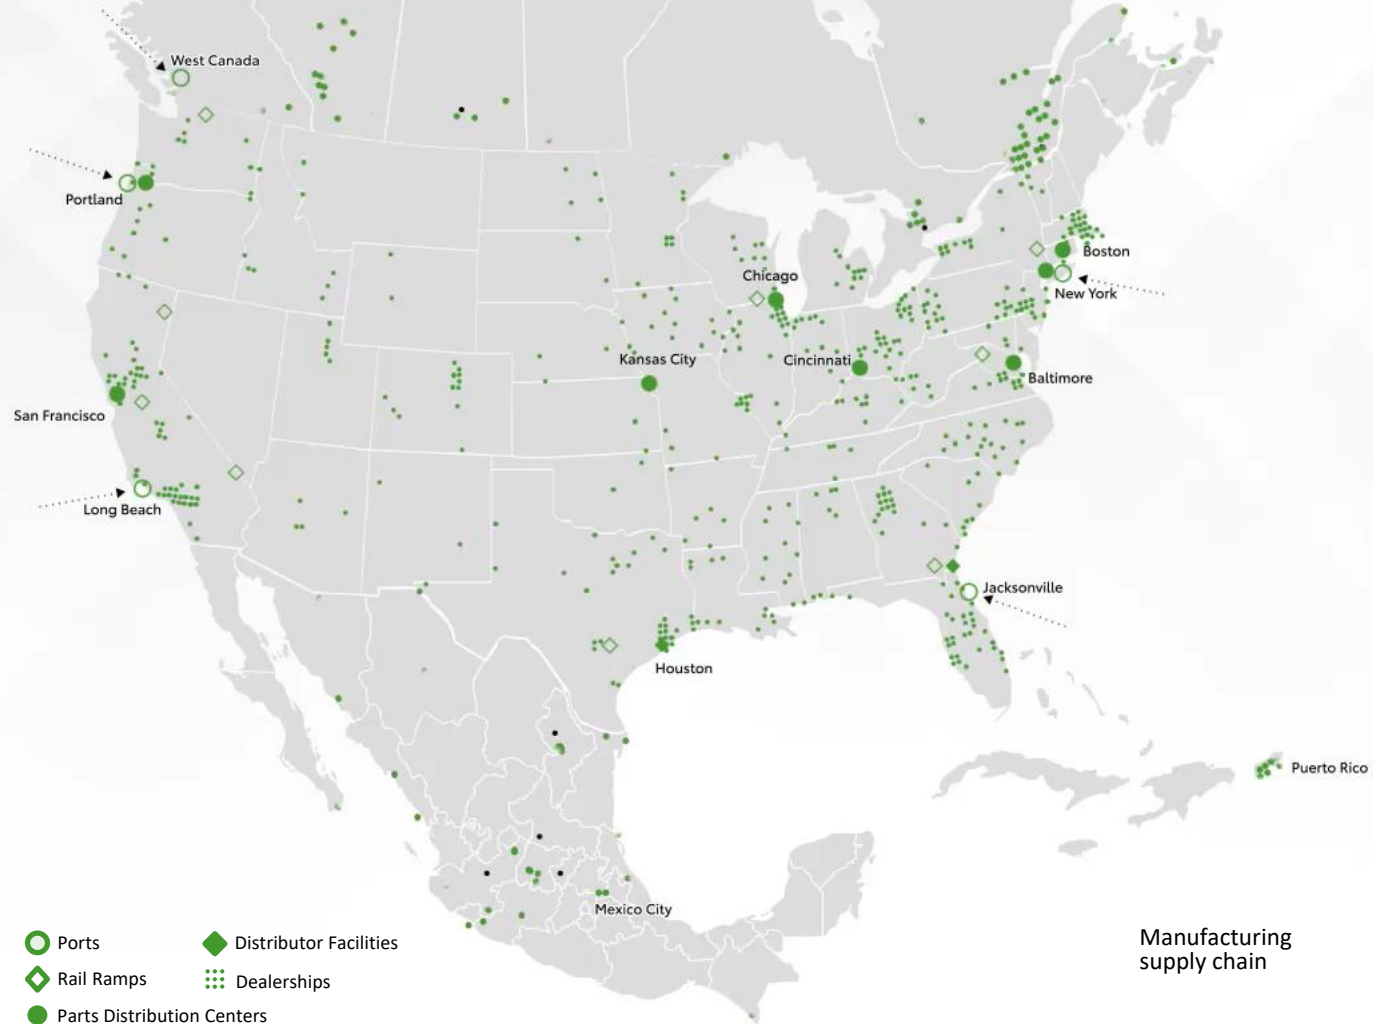 West Canada
Portland
Boston
Chicago
New York
Kansas City
Cincinnati
Baltimore
San Francisco
Long Beach
Jacksonville
Houston
Puerto Rico
Mexico City
Ports
Distributor Facilities
Rail Ramps
Dealerships
Parts Distribution Centers
Manufacturing
supply chain